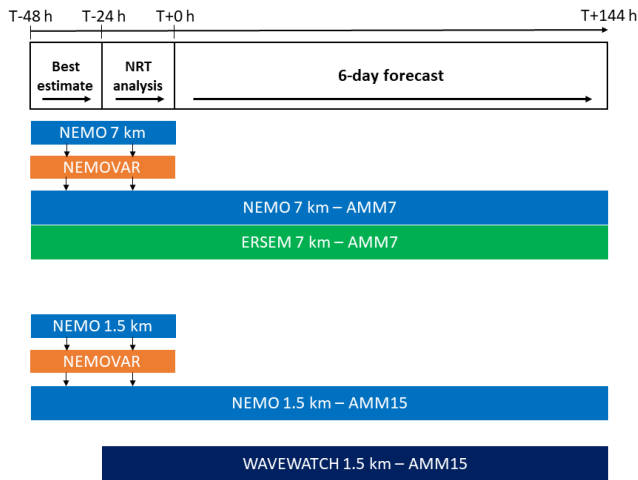 T-48 h T-24 h T+0 h T+144 h
Best estimate
NRT analysis
6-day forecast
NEMO 7 km
NEMOVAR
NEMO 7 km – AMM7
ERSEM 7 km – AMM7
NEMO 1.5 km
NEMOVAR
NEMO 1.5 km – AMM15
WAVEWATCH 1.5 km – AMM15